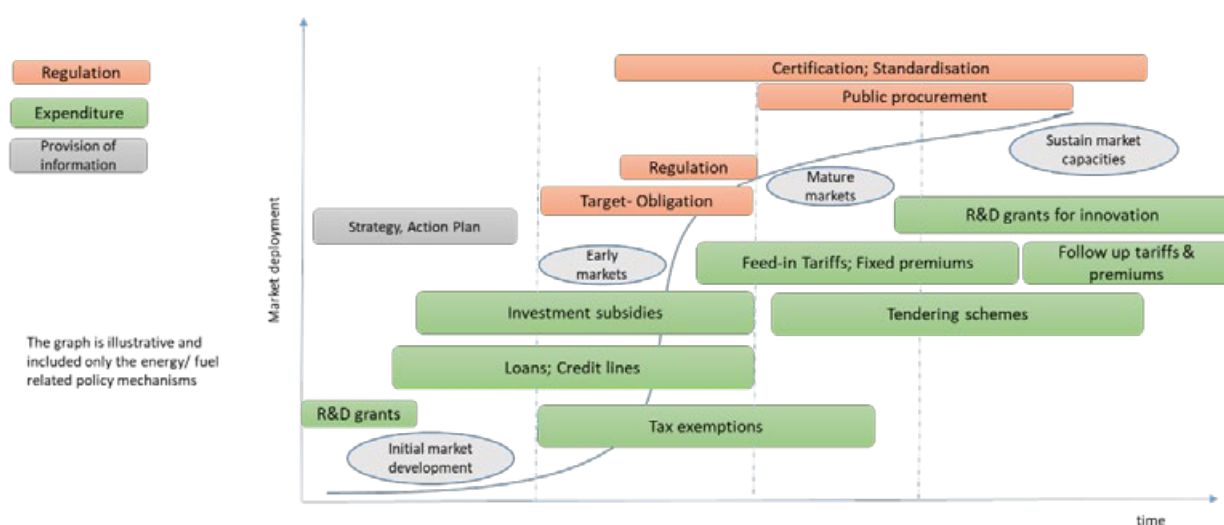 Regulation
Expenditure
Provision of
information
The graph is illustrative and
included only the energy/ fuel
related policy mechanisms
Market deployment
Certification; Standardisation
Public procurement
Sustain market
capacities
Regulation
Mature
markets
Target- Obligation
R&D grants for innovation
Strategy, Action Plan
Early
markets
Feed-in Tariffs; Fixed premiums
Follow up tariffs &
premiums
Investment subsidies
Tendering schemes
Loans; Credit lines
R&D grants
Tax exemptions
Initial market
development
time